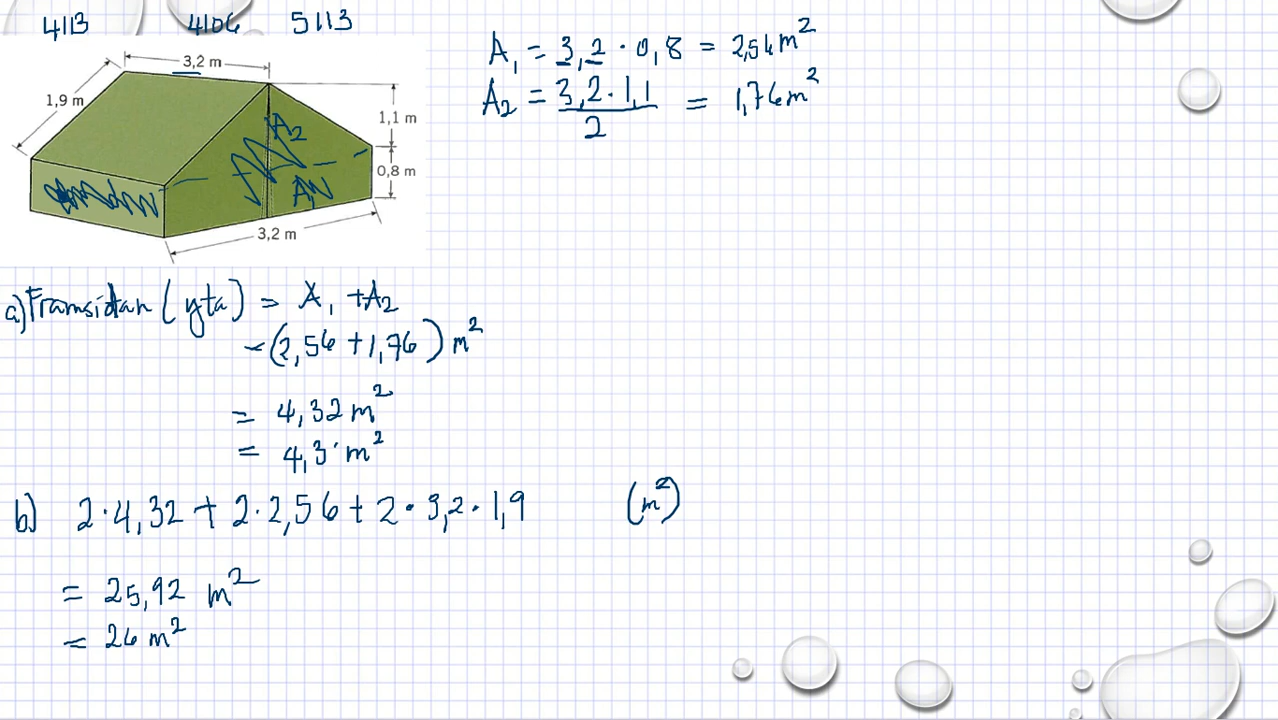 4113 4106 5113
3,2 m
1,9 m
1,1 m
0,8 m
3,2 m
A2
A1
A₁ = 3,2 · 0,8 = 2,56 m²
A₂ = 3,2 · 1,1 / 2 = 1,76 m²
a) Framsidan (yta) = A₁ + A₂
= (2,56 + 1,76) m²
= 4,32 m²
= 4,3 m²
b) 2 · 4,32 + 2 · 2,56 + 2 · 3,2 · 1,9 (m²)
= 25,92 m²
= 26 m²